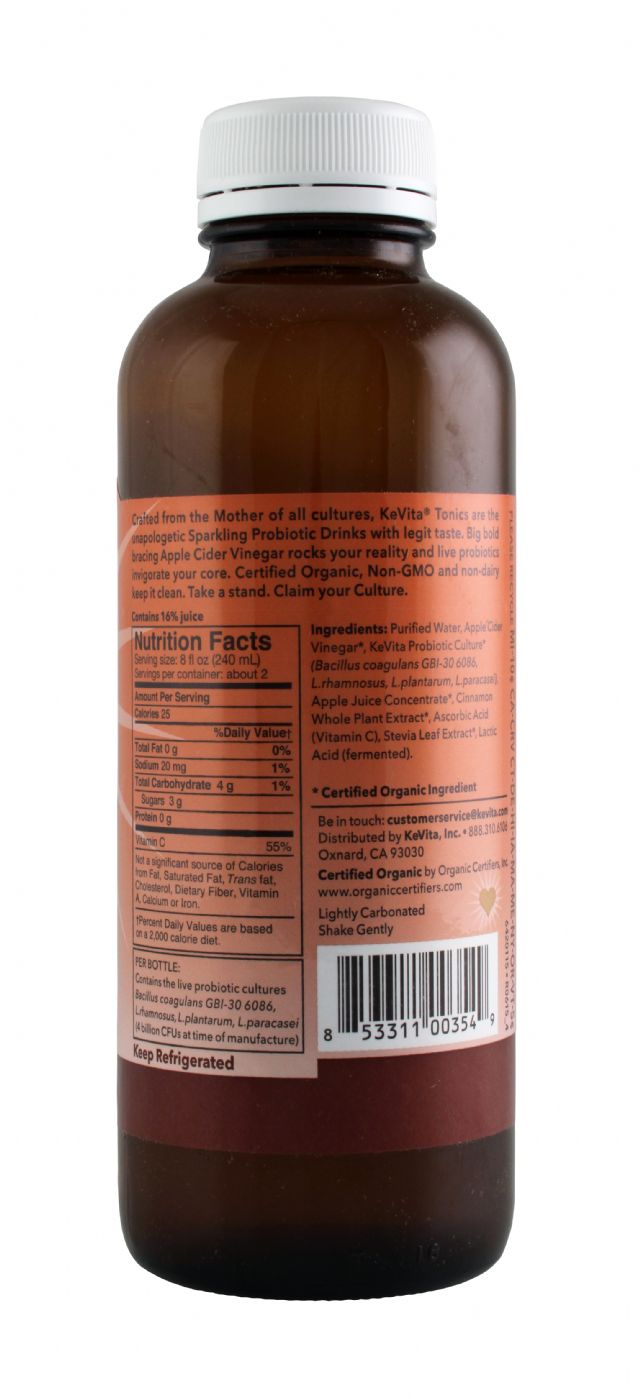 Crafted from the Mother of all cultures, KeVita® Tonics are the
unapologetic Sparkling Probiotic Drinks with legit taste. Big bold
bracing Apple Cider Vinegar rocks your reality and live probiotics
invigorate your core. Certified Organic, Non-GMO and non-dairy
keep it clean. Take a stand. Claim your Culture.
Contains 16% juice
Nutrition Facts
Serving size: 8 fl oz (240 mL)
Servings per container: about 2
Amount Per Serving
Calories 25
%Daily Value†
Total Fat 0 g 0%
Sodium 20 mg 1%
Total Carbohydrate 4 g 1%
Sugars 3 g
Protein 0 g
Vitamin C 55%
Not a significant source of Calories
from Fat, Saturated Fat, Trans fat,
Cholesterol, Dietary Fiber, Vitamin
A, Calcium or Iron.
†Percent Daily Values are based
on a 2,000 calorie diet.
PER BOTTLE:
Contains the live probiotic cultures
Bacillus coagulans GBI-30 6086,
L.rhamnosus, L.plantarum, L.paracasei
(4 billion CFUs at time of manufacture)
Keep Refrigerated
Ingredients: Purified Water, Apple Cider
Vinegar*, KeVita Probiotic Culture*
(Bacillus coagulans GBI-30 6086,
L.rhamnosus, L.plantarum, L.paracasei),
Apple Juice Concentrate*, Cinnamon
Whole Plant Extract*, Ascorbic Acid
(Vitamin C), Stevia Leaf Extract*, Lactic
Acid (fermented).
* Certified Organic Ingredient
Be in touch: customerservice@kevita.com
Distributed by KeVita, Inc. • 888.310.6106
Oxnard, CA 93030
Certified Organic by Organic Certifiers, Inc
www.organiccertifiers.com
Lightly Carbonated
Shake Gently
8 53311 00354 9
PLEASE RECYCLE MI-10¢ CA-CRV